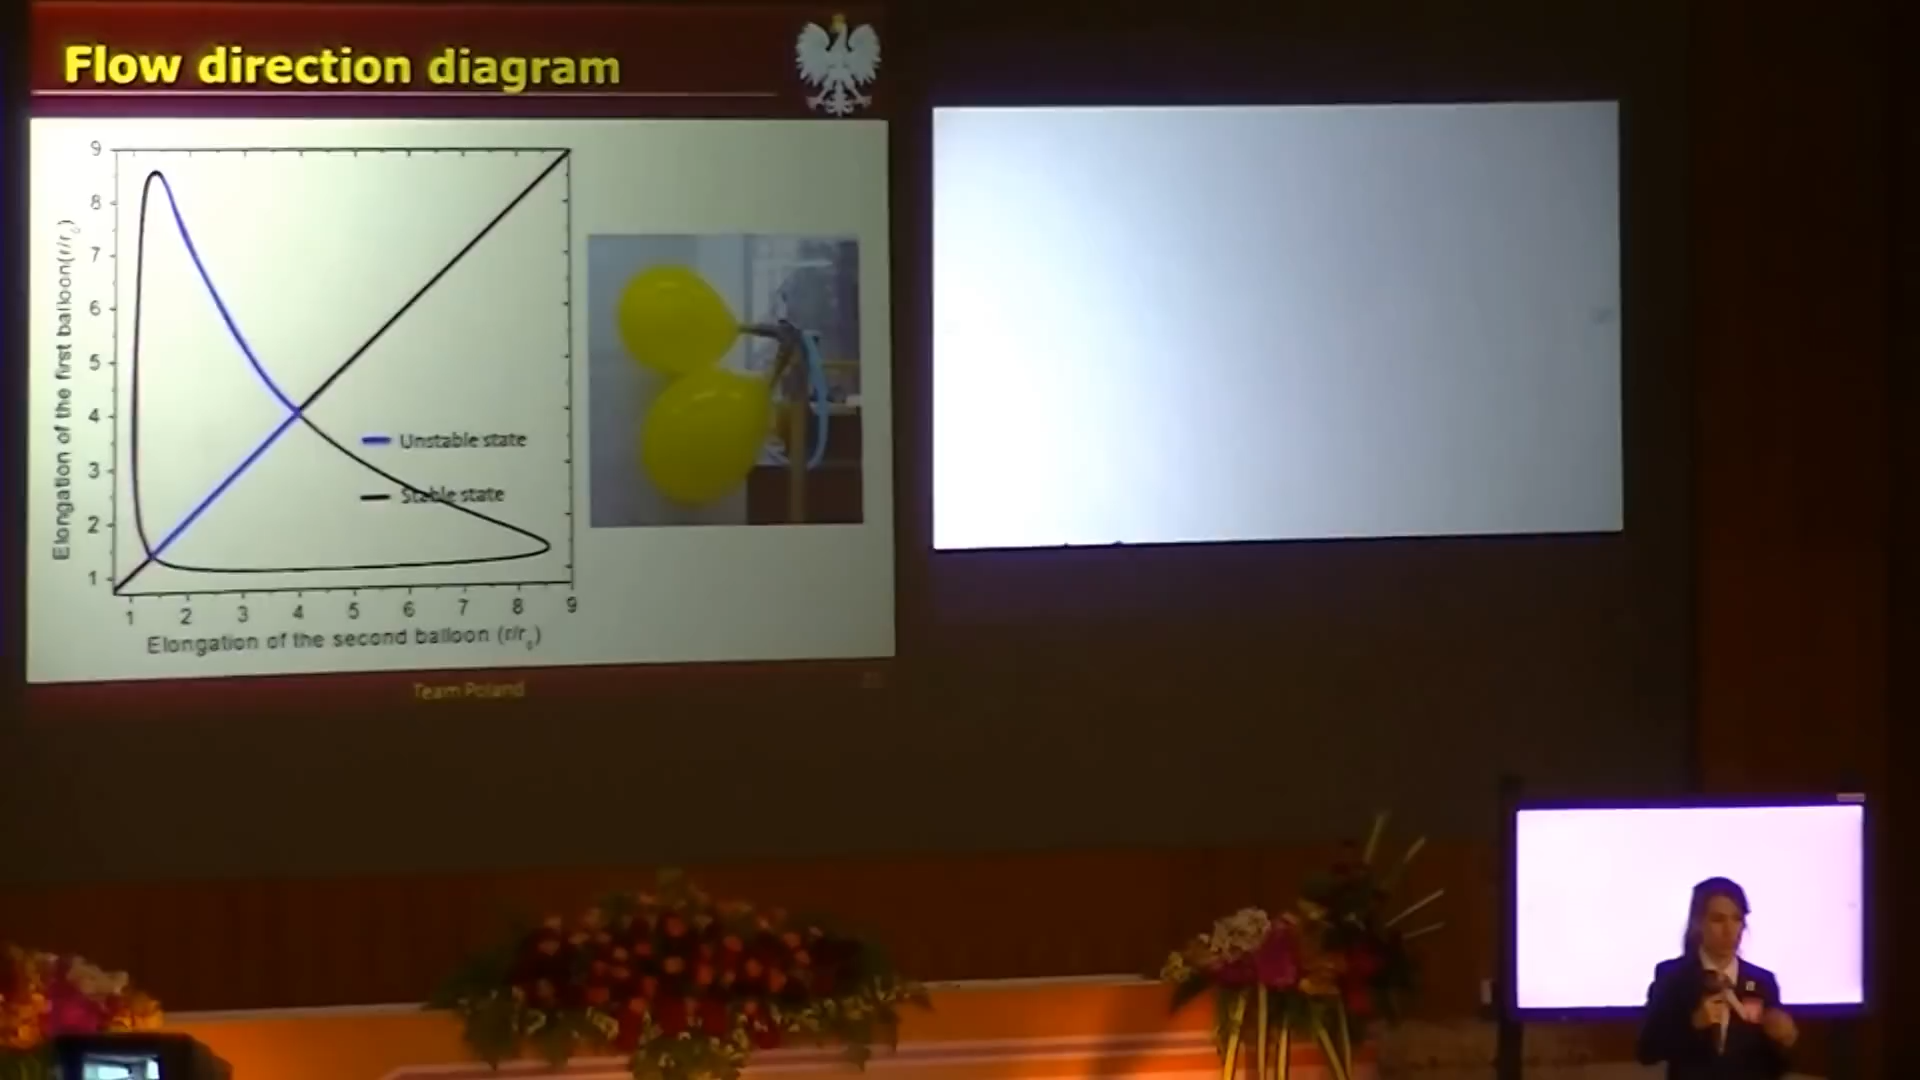 Flow direction diagram
Elongation of the first balloon(r/r₀)
9
8
7
6
5
4
3
2
1
Unstable state
Stable state
1 2 3 4 5 6 7 8 9
Elongation of the second balloon (r/r₀)
Team Poland